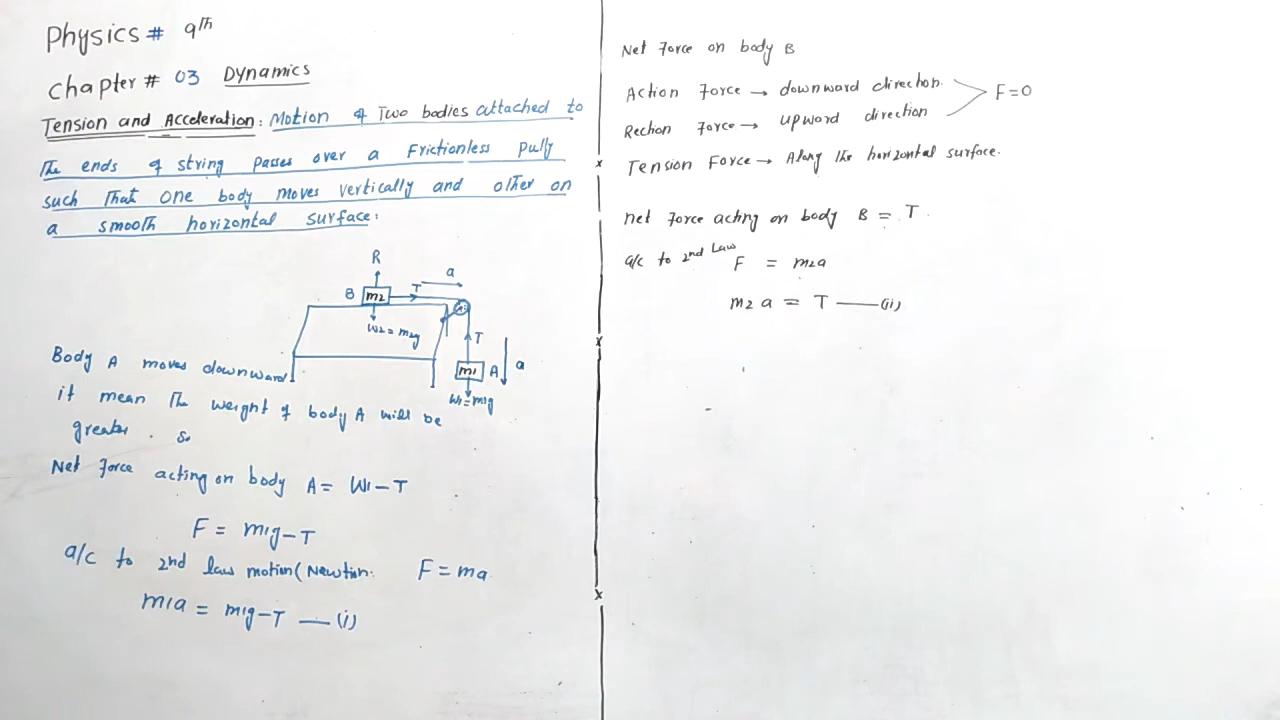 Physics # 9th
Chapter # 03 Dynamics
Tension and Acceleration: Motion of Two bodies attached to
The ends of string passes over a Frictionless pully
such That one body moves vertically and other on
a smooth horizontal surface:
R
a
B m2 T
W2 = m2g
T
m1 A a
W1 = m1g
Body A moves downward
it mean The weight of body A will be
greater. So
Net Force acting on body A = W1 - T
F = m1g - T
a/c to 2nd law motion (Newton. F = ma
m1a = m1g - T — (i)
Net Force on body B
Action Force → downward direction.
F = 0
Rection Force → upward direction
Tension Force → Along The horizontal surface.
net Force acting on body B = T.
a/c to 2nd Law F = m2a
m2 a = T — (ii)